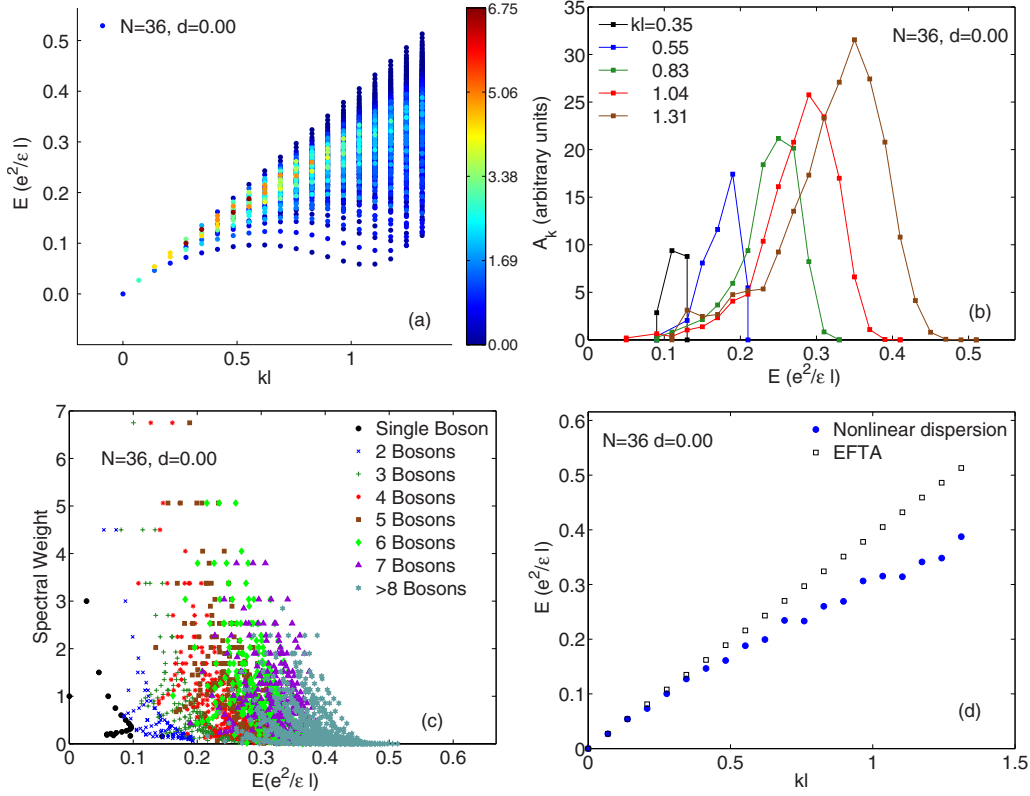 N=36, d=0.00
E (e²/ε l)
0.5
0.4
0.3
0.2
0.1
0.0
0
0.5
1
kl
(a)
6.75
5.06
3.38
1.69
0.00
kl=0.35
0.55
0.83
1.04
1.31
N=36, d=0.00
A_k (arbitrary units)
35
30
25
20
15
10
5
0
0
0.1
0.2
0.3
0.4
0.5
E (e²/ε l)
(b)
Spectral Weight
7
6
5
4
3
2
1
0
N=36, d=0.00
Single Boson
2 Bosons
3 Bosons
4 Bosons
5 Bosons
6 Bosons
7 Bosons
>8 Bosons
(c)
0
0.1
0.2
0.3
0.4
0.5
0.6
E(e²/ε l)
E (e²/ε l)
0.6
0.5
0.4
0.3
0.2
0.1
0
N=36 d=0.00
Nonlinear dispersion
EFTA
(d)
0
0.5
1
1.5
kl